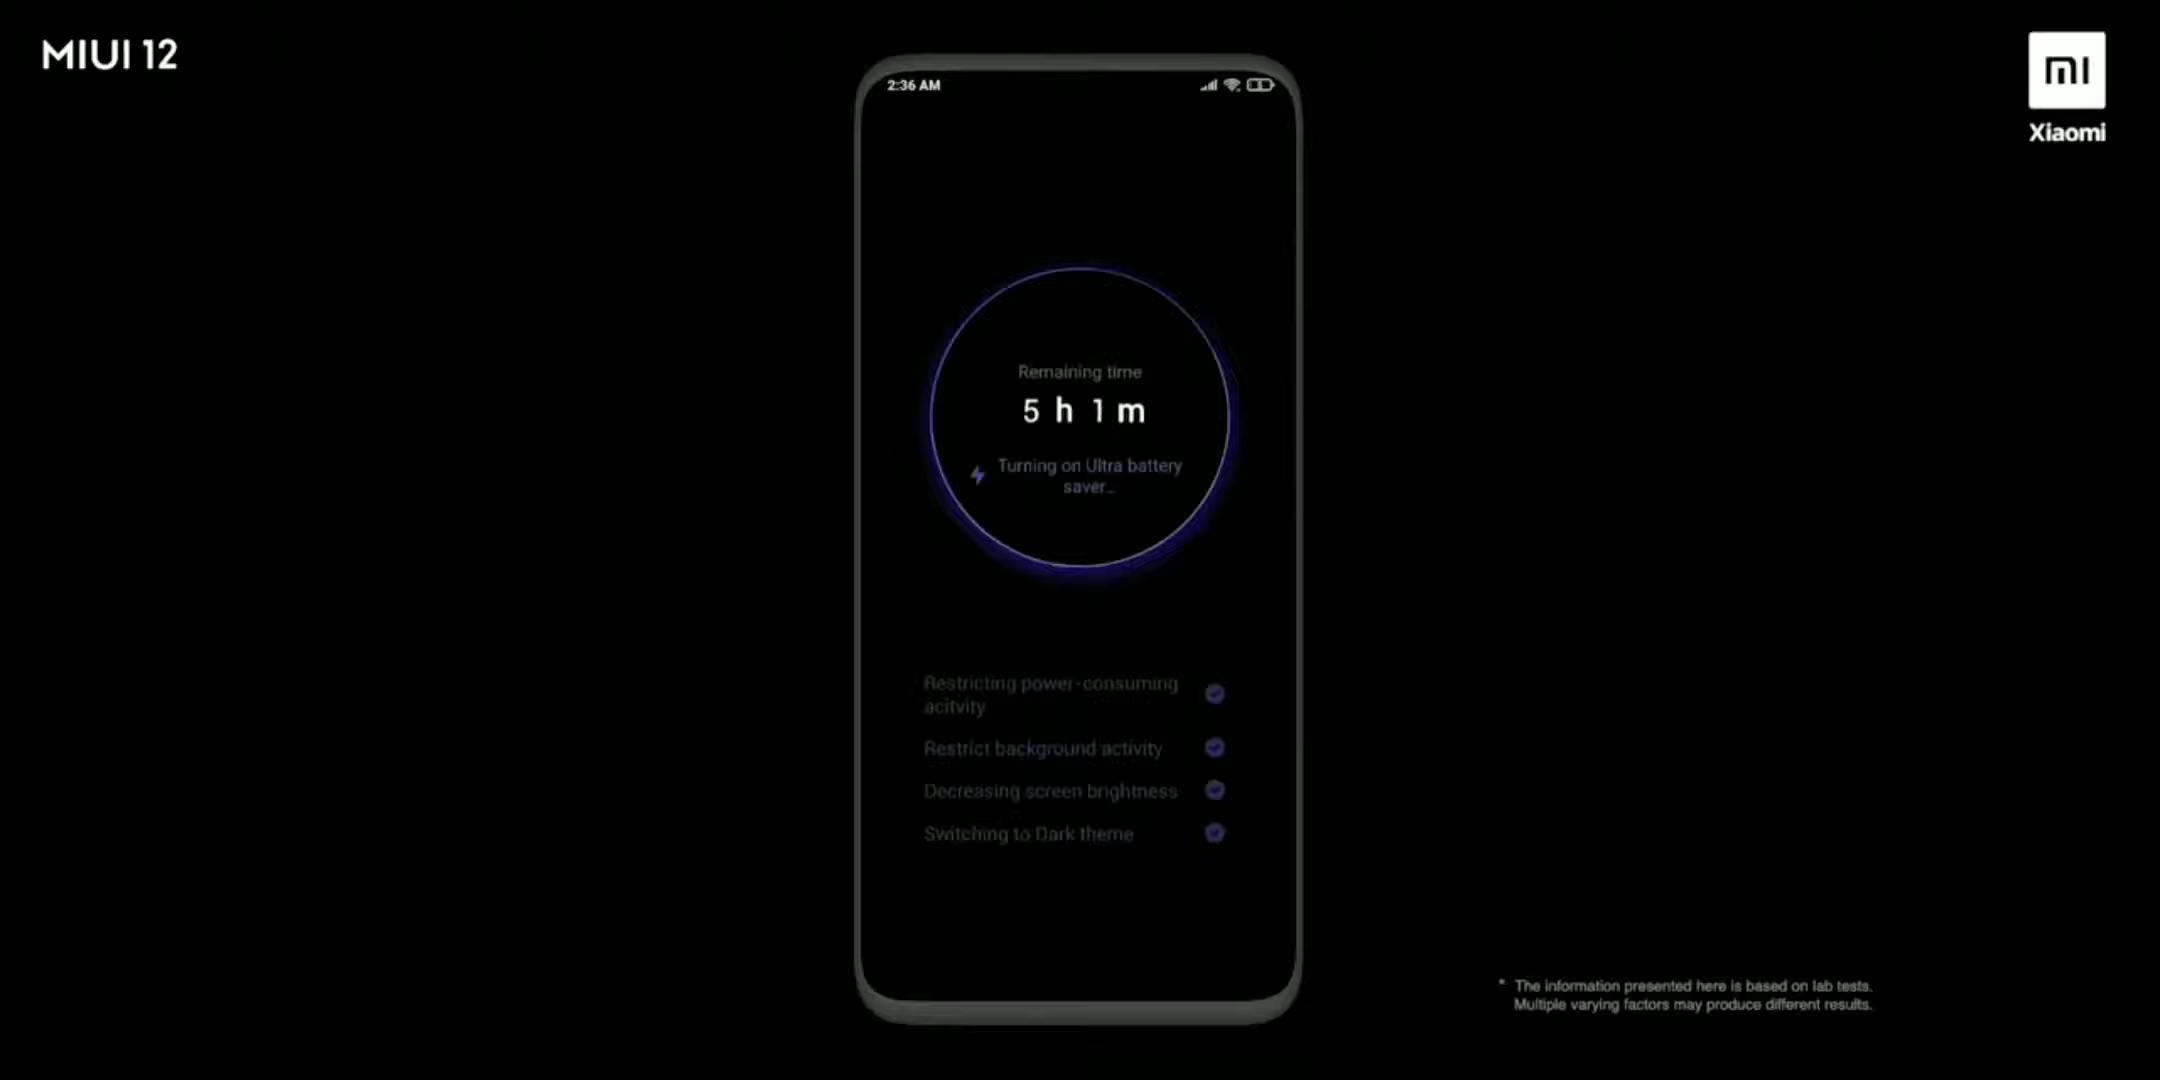 MIUI 12
mi
Xiaomi
2:36 AM
Remaining time
5 h 1 m
Turning on Ultra battery
saver...
Restricting power-consuming
acitvity
Restrict background activity
Decreasing screen brightness
Switching to Dark theme
* The information presented here is based on lab tests.
Multiple varying factors may produce different results.